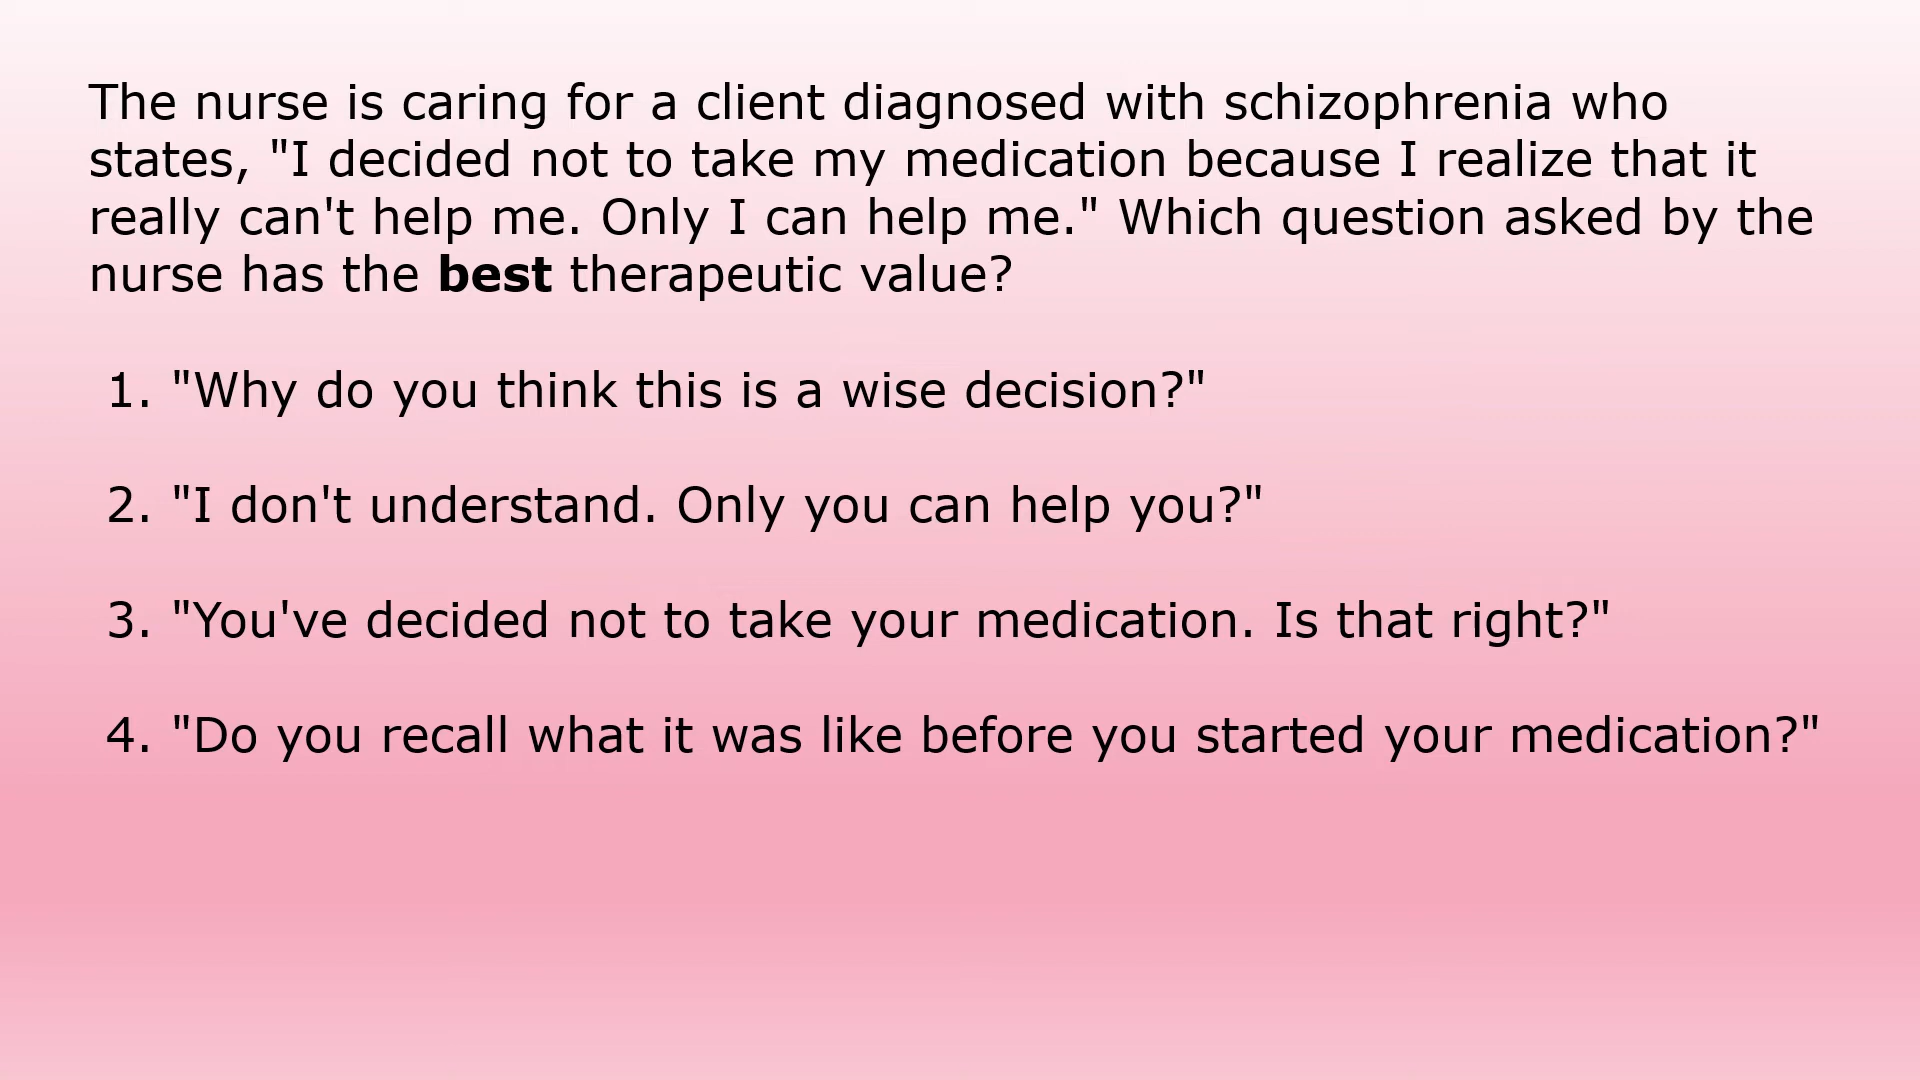 The nurse is caring for a client diagnosed with schizophrenia who
states, "I decided not to take my medication because I realize that it
really can't help me. Only I can help me." Which question asked by the
nurse has the best therapeutic value?
1. "Why do you think this is a wise decision?"
2. "I don't understand. Only you can help you?"
3. "You've decided not to take your medication. Is that right?"
4. "Do you recall what it was like before you started your medication?"